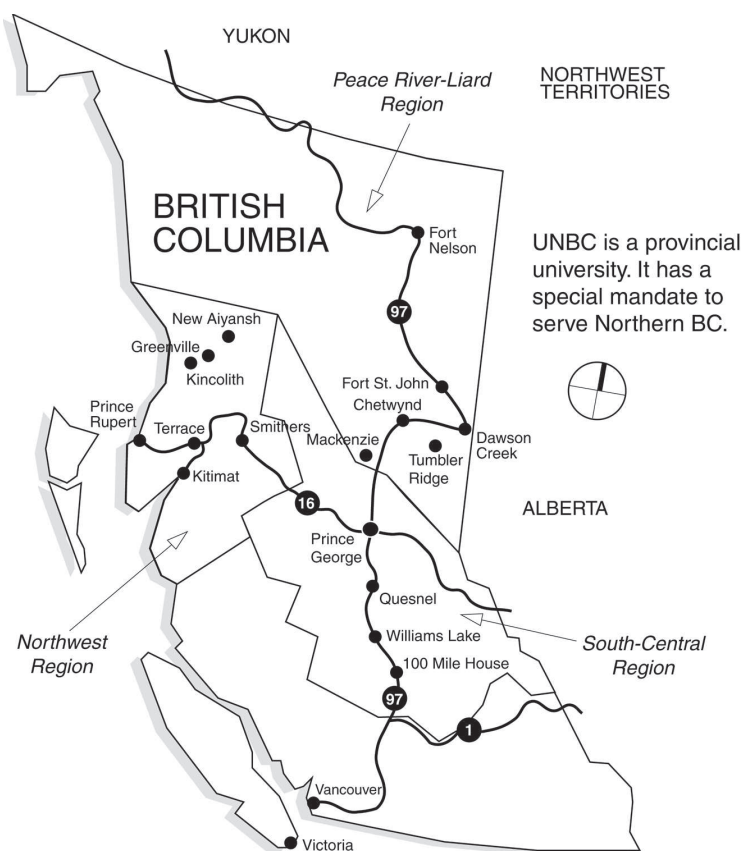 YUKON
Peace River-Liard
Region
NORTHWEST
TERRITORIES
BRITISH
COLUMBIA
Fort
Nelson
UNBC is a provincial
university. It has a
special mandate to
serve Northern BC.
97
New Aiyansh
Greenville
Kincolith
Fort St. John
Chetwynd
Prince
Rupert
Terrace
Smithers
Mackenzie
Dawson
Creek
Tumbler
Ridge
Kitimat
16
ALBERTA
Prince
George
Quesnel
Northwest
Region
Williams Lake
South-Central
Region
100 Mile House
97
1
Vancouver
Victoria